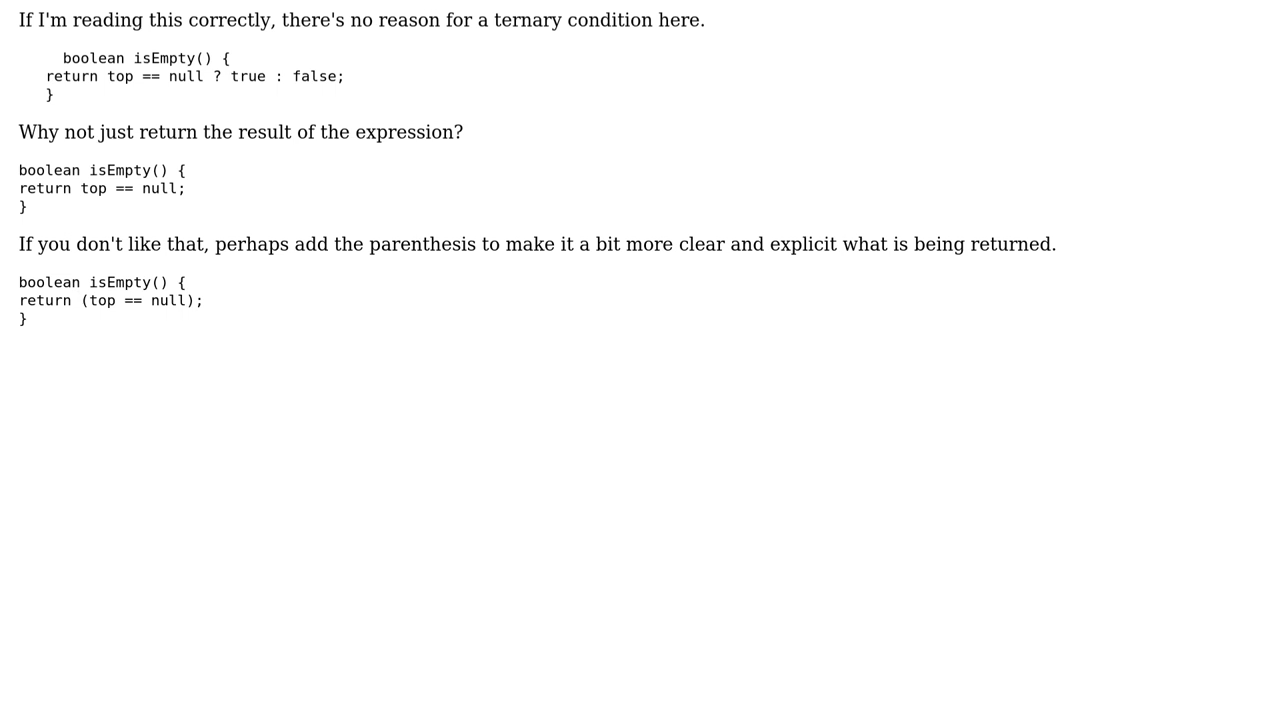 If I'm reading this correctly, there's no reason for a ternary condition here.
     boolean isEmpty() {
   return top == null ? true : false;
   }
Why not just return the result of the expression?
boolean isEmpty() {
return top == null;
}
If you don't like that, perhaps add the parenthesis to make it a bit more clear and explicit what is being returned.
boolean isEmpty() {
return (top == null);
}